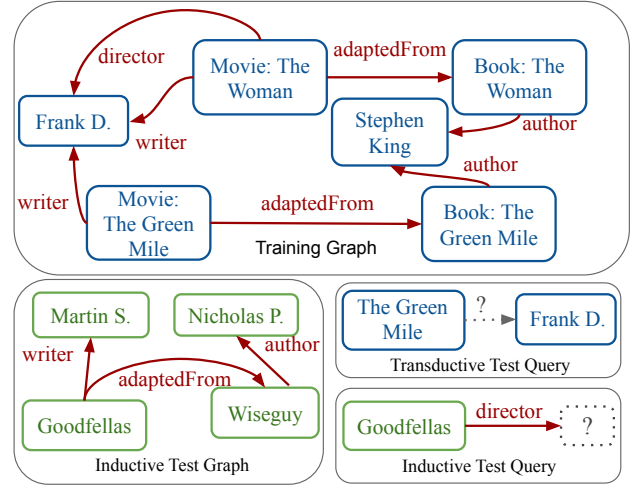 director
Movie: The
Woman
adaptedFrom
Book: The
Woman
Frank D.
writer
Stephen
King
author
author
writer
Movie:
The Green
Mile
adaptedFrom
Book: The
Green Mile
Training Graph
Martin S.
Nicholas P.
writer
author
adaptedFrom
Goodfellas
Wiseguy
Inductive Test Graph
The Green
Mile
?
Frank D.
Transductive Test Query
Goodfellas
director
?
Inductive Test Query